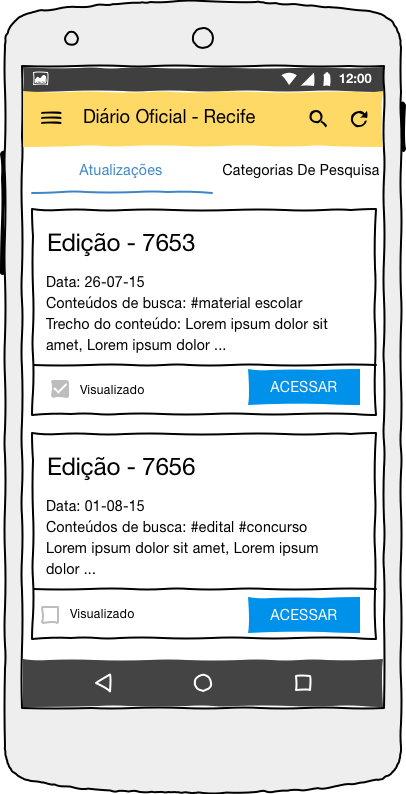 12:00
Diário Oficial - Recife
Atualizações Categorias De Pesquisa
Edição - 7653
Data: 26-07-15
Conteúdos de busca: #material escolar
Trecho do conteúdo: Lorem ipsum dolor sit
amet, Lorem ipsum dolor ...
Visualizado ACESSAR
Edição - 7656
Data: 01-08-15
Conteúdos de busca: #edital #concurso
Lorem ipsum dolor sit amet, Lorem ipsum
dolor ...
Visualizado ACESSAR